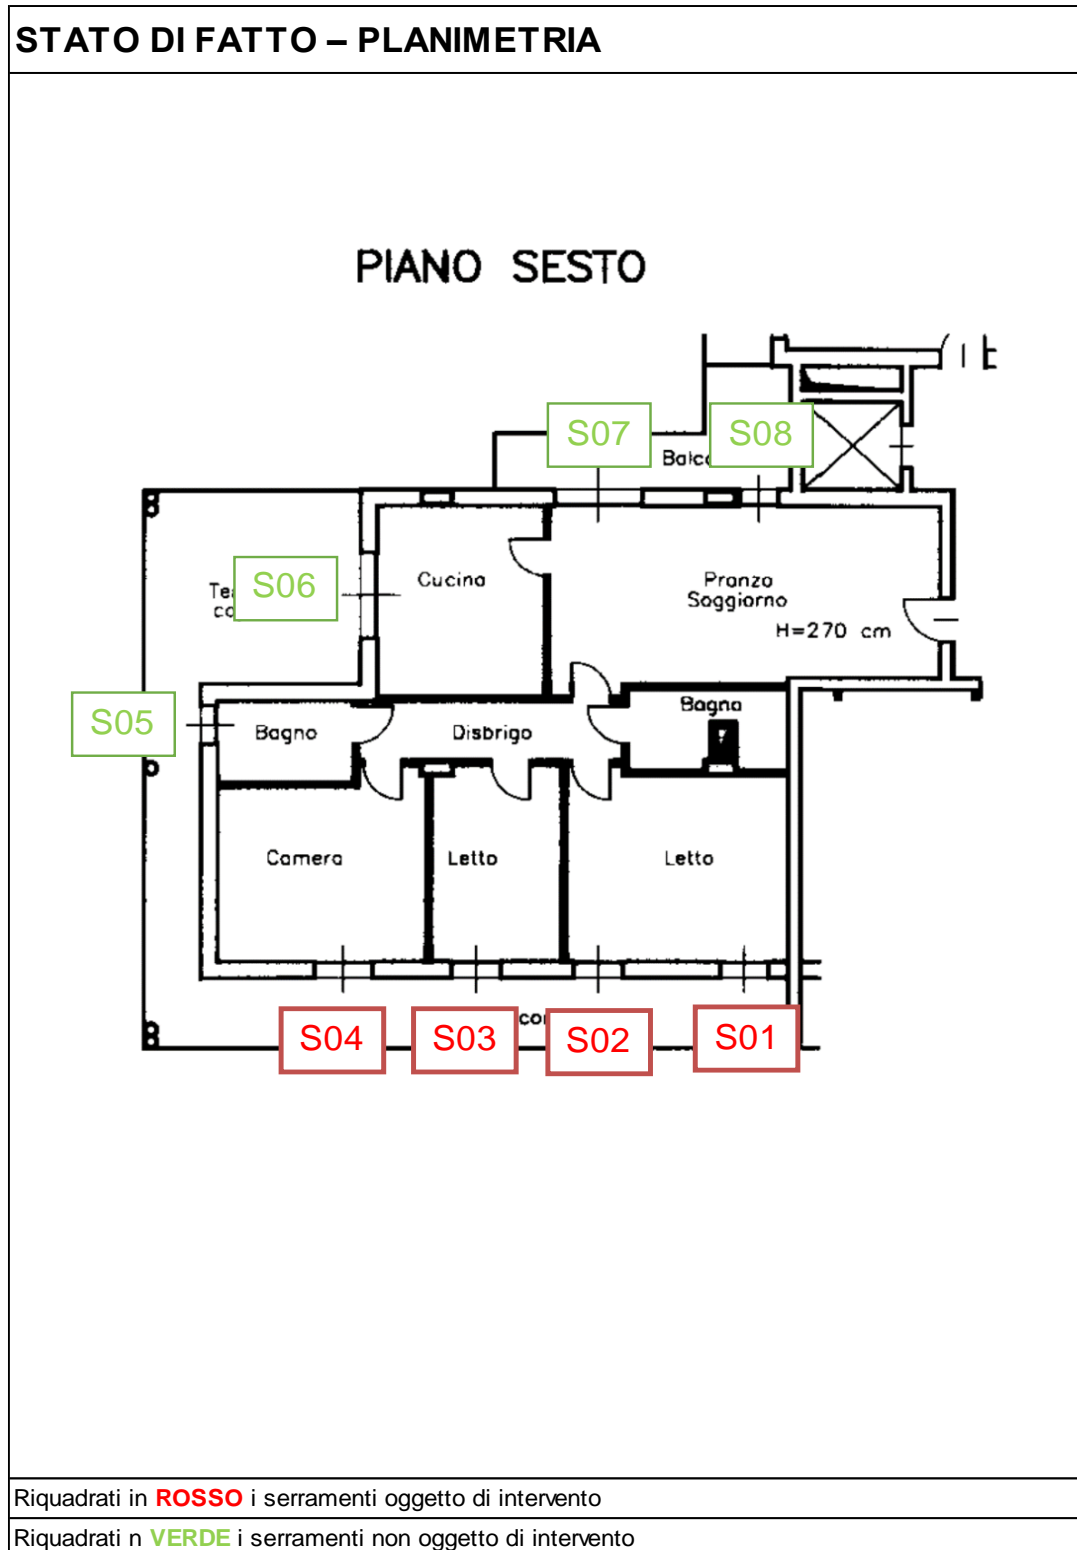 STATO DI FATTO – PLANIMETRIA
PIANO SESTO
S07
S08
S06
Cucina
Pranzo
Soggiorno
H=270 cm
S05
Bagno
Disbrigo
Bagno
Camera
Letto
Letto
S04
S03
S02
S01
Riquadrati in ROSSO i serramenti oggetto di intervento
Riquadrati n VERDE i serramenti non oggetto di intervento